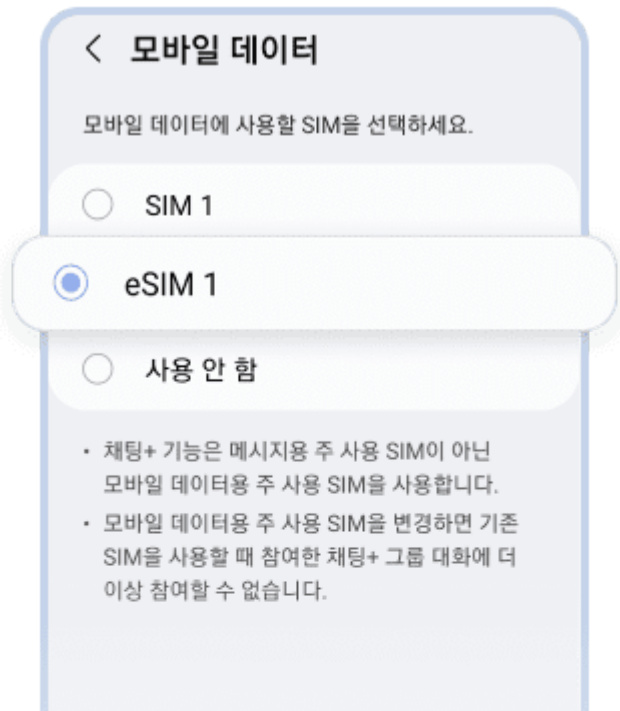 모바일 데이터
모바일 데이터에 사용할 SIM을 선택하세요.
SIM 1
eSIM 1
사용 안 함
• 채팅+ 기능은 메시지용 주 사용 SIM이 아닌
모바일 데이터용 주 사용 SIM을 사용합니다.
• 모바일 데이터용 주 사용 SIM을 변경하면 기존
SIM을 사용할 때 참여한 채팅+ 그룹 대화에 더
이상 참여할 수 없습니다.